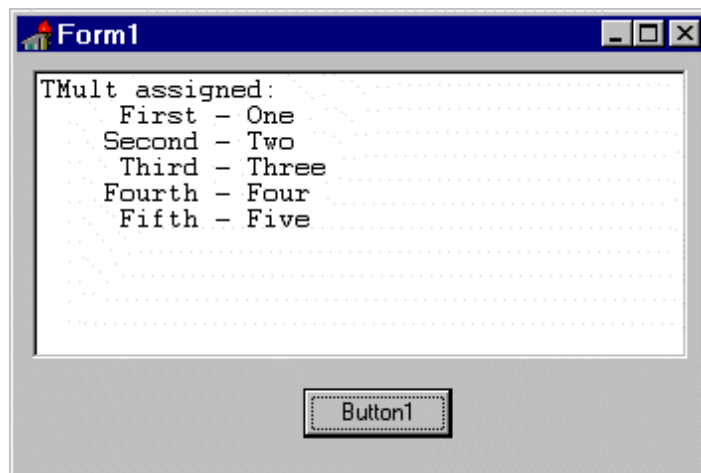 Form1
TMult assigned:
First - One
Second - Two
Third - Three
Fourth - Four
Fifth - Five
Button1